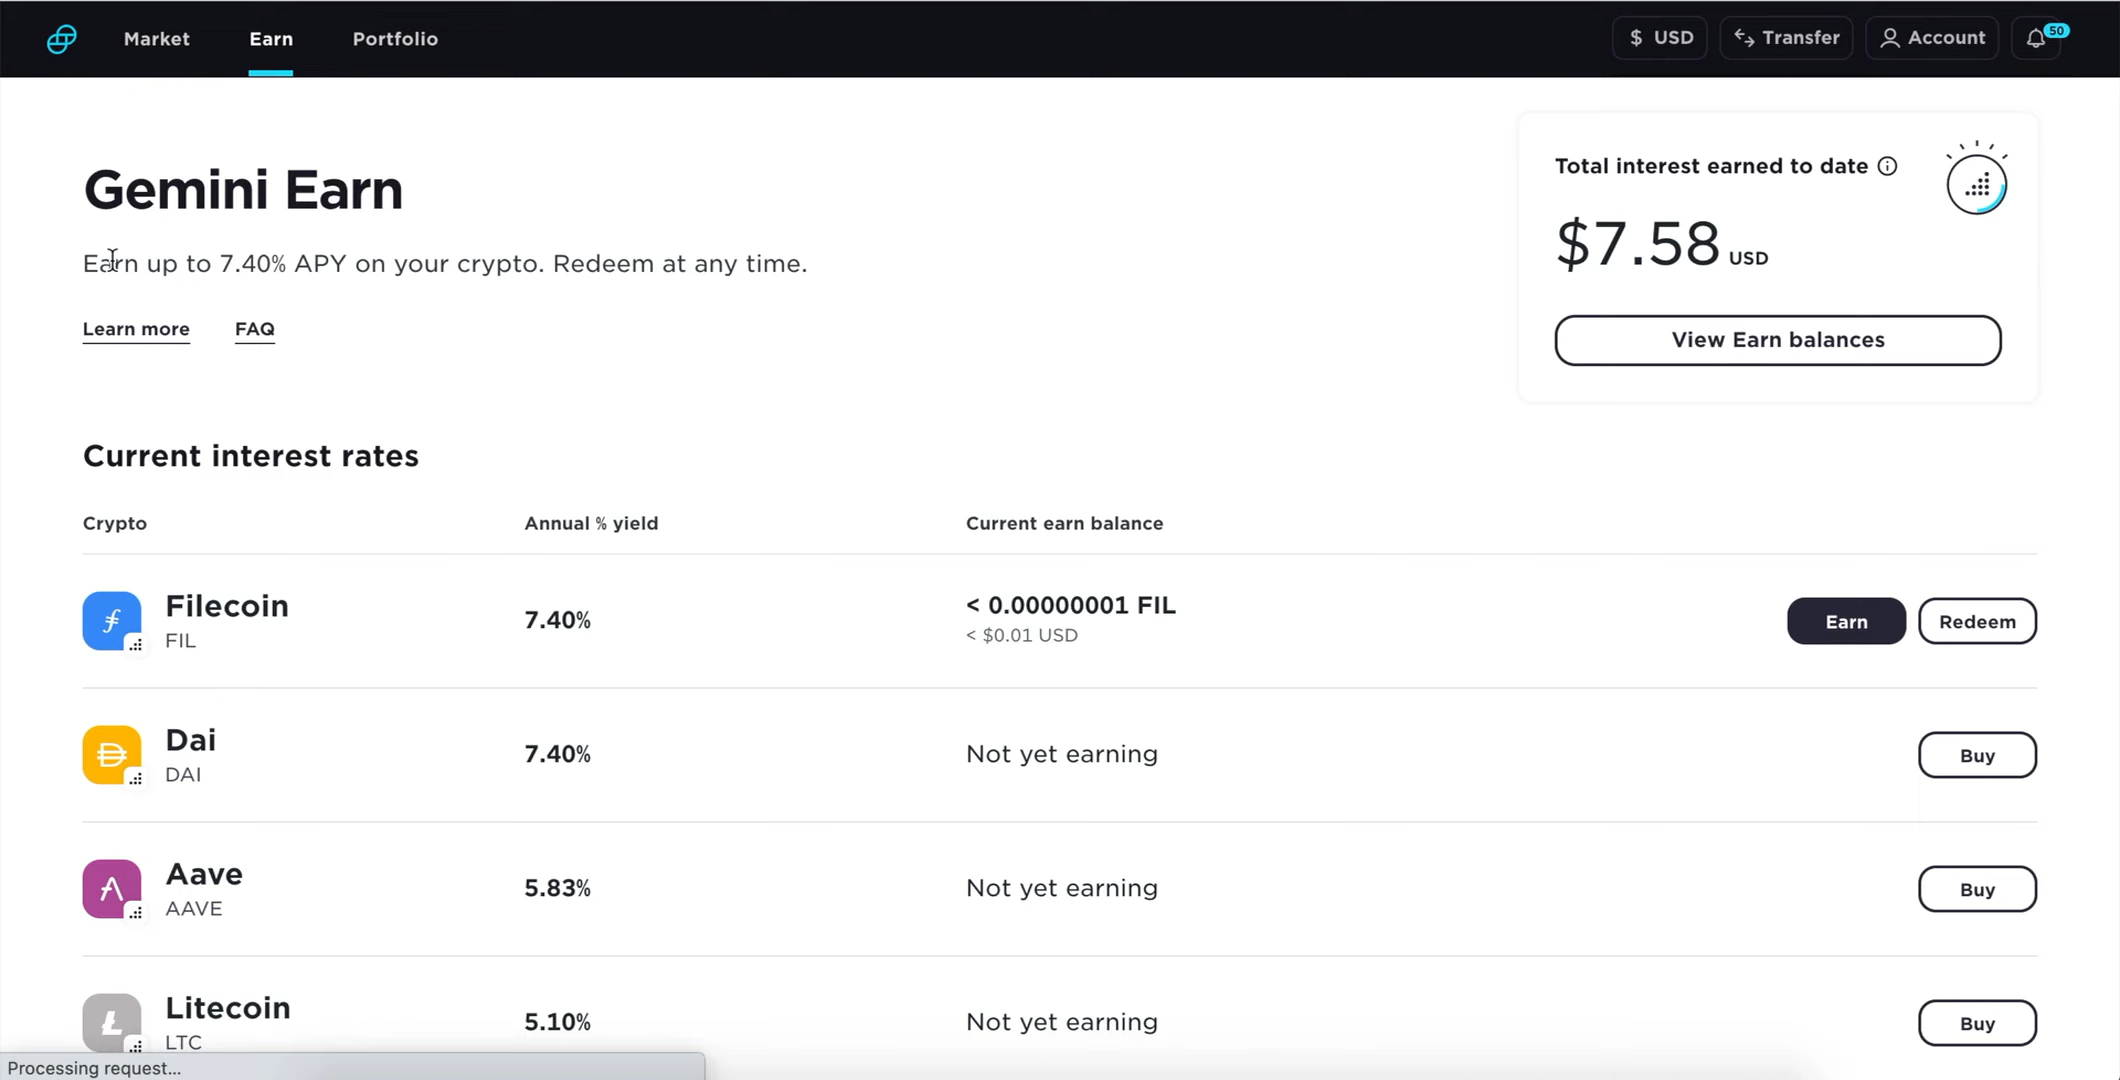 Market Earn Portfolio $ USD Transfer Account 50
Gemini Earn
Earn up to 7.40% APY on your crypto. Redeem at any time.
Learn more FAQ
Total interest earned to date
$7.58 USD
View Earn balances
Current interest rates
Crypto Annual % yield Current earn balance
Filecoin
FIL
7.40%
< 0.00000001 FIL
< $0.01 USD
Earn Redeem
Dai
DAI
7.40%
Not yet earning
Buy
Aave
AAVE
5.83%
Not yet earning
Buy
Litecoin
LTC
5.10%
Not yet earning
Buy
Processing request...